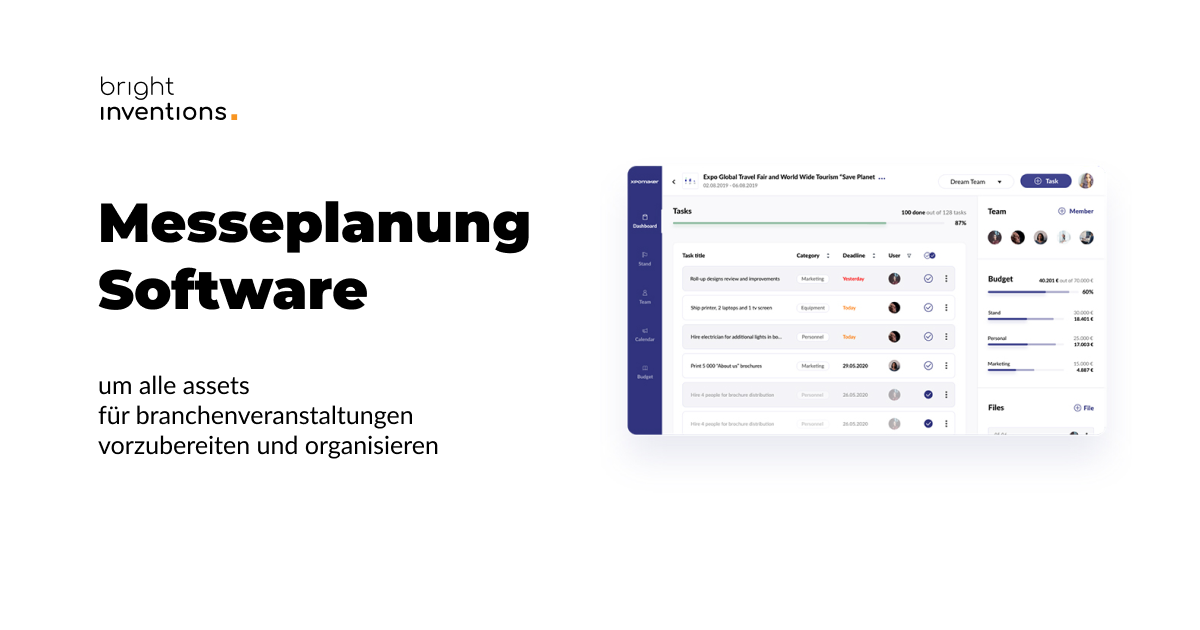 bright
inventions.
Messeplanung
Software
um alle assets
für branchenveranstaltungen
vorzubereiten und organisieren
xpomaker
Expo Global Travel Fair and World Wide Tourism "Save Planet ...
02.08.2019 - 06.08.2019
Dream Team
Task
Dashboard
Stand
Team
Calendar
Budget
Tasks
100 done out of 128 tasks
87%
Task title Category Deadline User
Roll-up designs review and improvements Marketing Yesterday
Ship printer, 2 laptops and 1 tv screen Equipment Today
Hire electrician for additional lights in bo... Personnel Today
Print 5 000 "About us" brochures Marketing 29.05.2020
Hire 4 people for brochure distribution Personnel 26.05.2020
Hire 4 people for brochure distribution Personnel 26.05.2020
Team
Member
Budget
40.201 € out of 70.000 €
60%
Stand 30.000 €
18.401 €
Personal 25.000 €
17.003 €
Marketing 15.000 €
4.887 €
Files
File